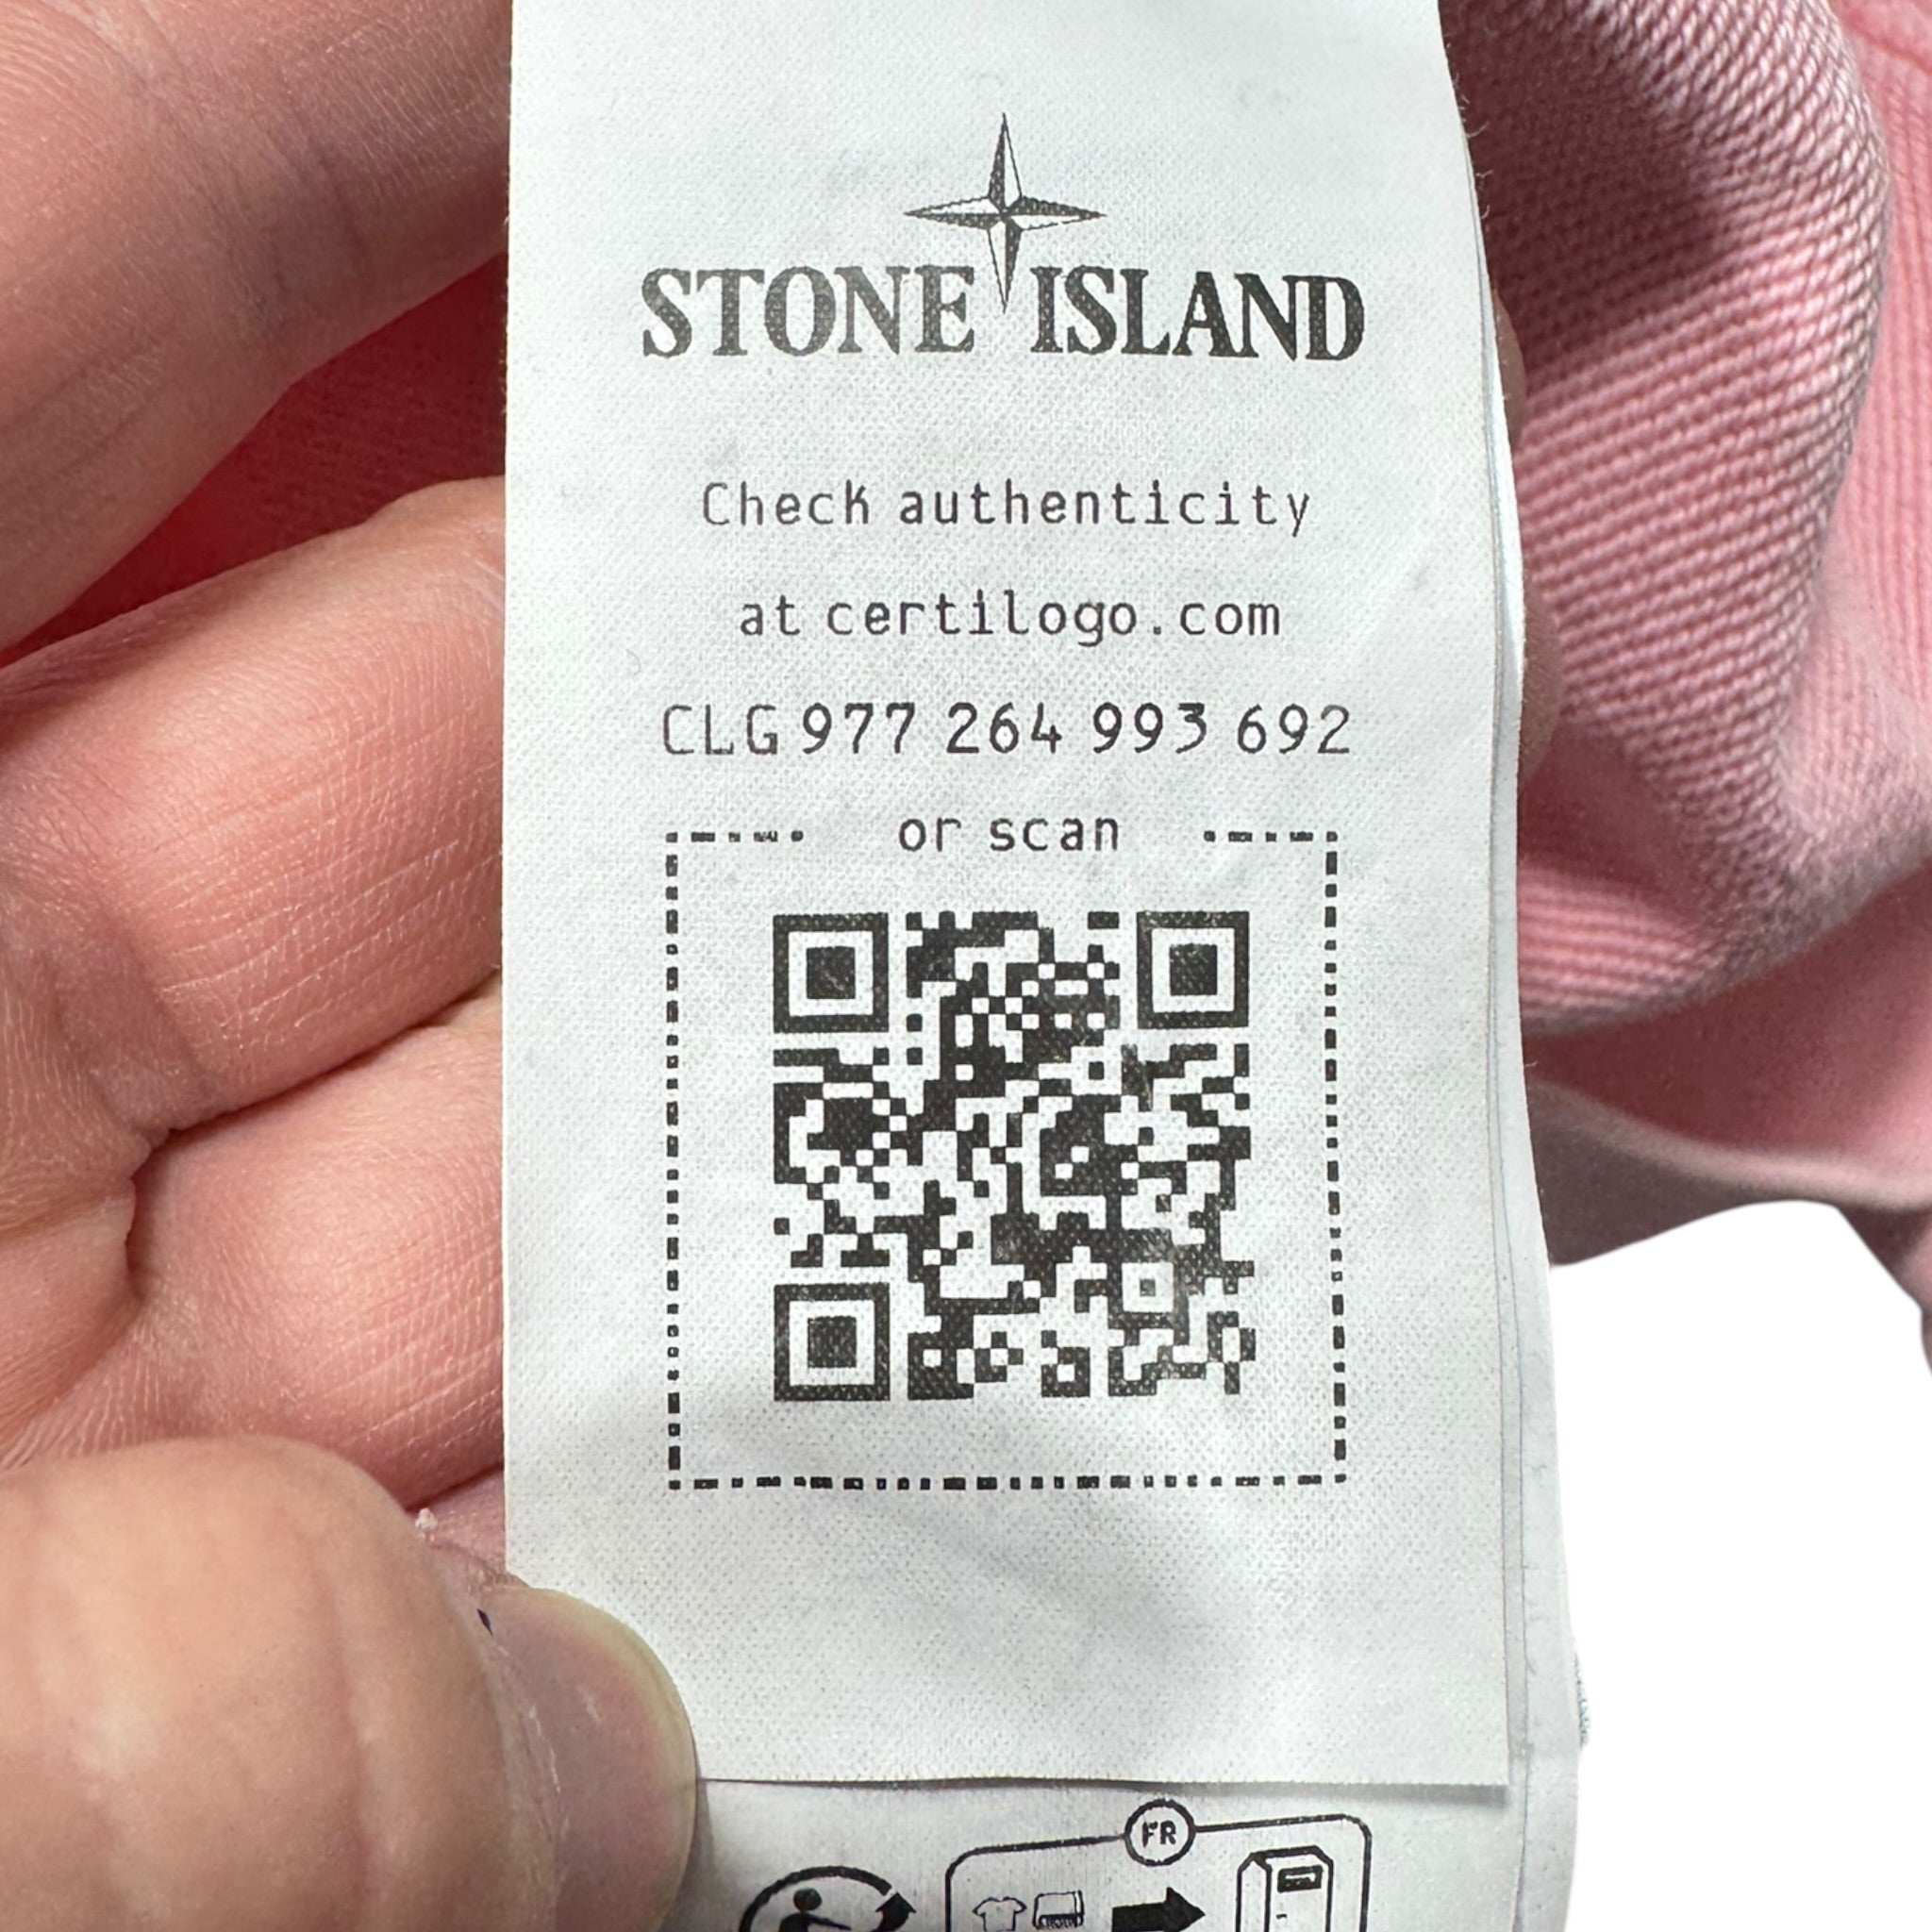 STONE ISLAND
Check authenticity
at certilogo.com
CLG 977 264 993 692
or scan
FR